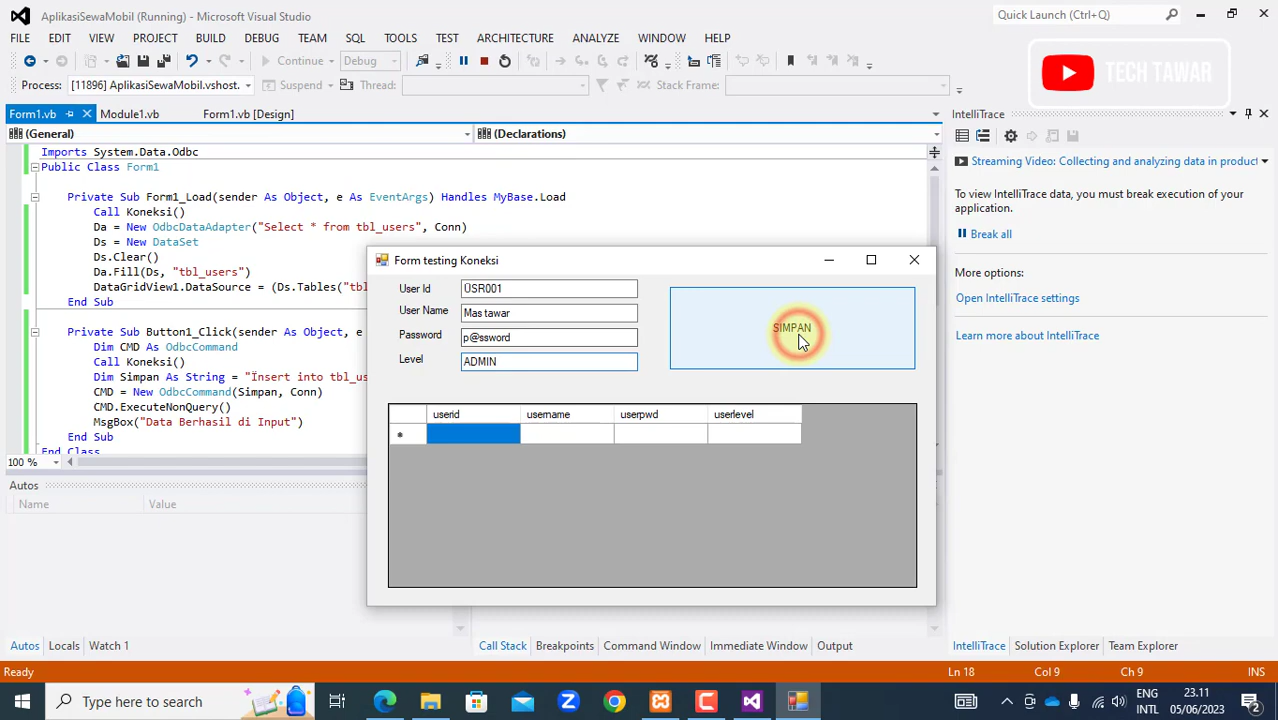 AplikasiSewaMobil (Running) - Microsoft Visual Studio
Quick Launch (Ctrl+Q)
FILE EDIT VIEW PROJECT BUILD DEBUG TEAM SQL TOOLS TEST ARCHITECTURE ANALYZE WINDOW HELP
Continue Debug
TECH TAWAR
Process: [11896] AplikasiSewaMobil.vshost. Suspend Thread: Stack Frame:
Form1.vb Module1.vb Form1.vb [Design]
IntelliTrace
(General) (Declarations)
Imports System.Data.Odbc
Public Class Form1
Private Sub Form1_Load(sender As Object, e As EventArgs) Handles MyBase.Load
Call Koneksi()
Da = New OdbcDataAdapter("Select * from tbl_users", Conn)
Ds = New DataSet
Ds.Clear()
Da.Fill(Ds, "tbl_users")
DataGridView1.DataSource = (Ds.Tables("tbl
End Sub
Private Sub Button1_Click(sender As Object, e
Dim CMD As OdbcCommand
Call Koneksi()
Dim Simpan As String = "Insert into tbl_us
CMD = New OdbcCommand(Simpan, Conn)
CMD.ExecuteNonQuery()
MsgBox("Data Berhasil di Input")
End Sub
End Class
100 %
Streaming Video: Collecting and analyzing data in product
To view IntelliTrace data, you must break execution of your
application.
Break all
More options:
Open IntelliTrace settings
Learn more about IntelliTrace
Form testing Koneksi
User Id USR001
User Name Mas tawar
Password p@ssword
Level ADMIN
SIMPAN
userid username userpwd userlevel
*
Autos
Name Value
Autos Locals Watch 1
Call Stack Breakpoints Command Window Immediate Window Output
IntelliTrace Solution Explorer Team Explorer
Ready Ln 18 Col 9 Ch 9 INS
Type here to search
ENG
INTL
23.11
05/06/2023
2